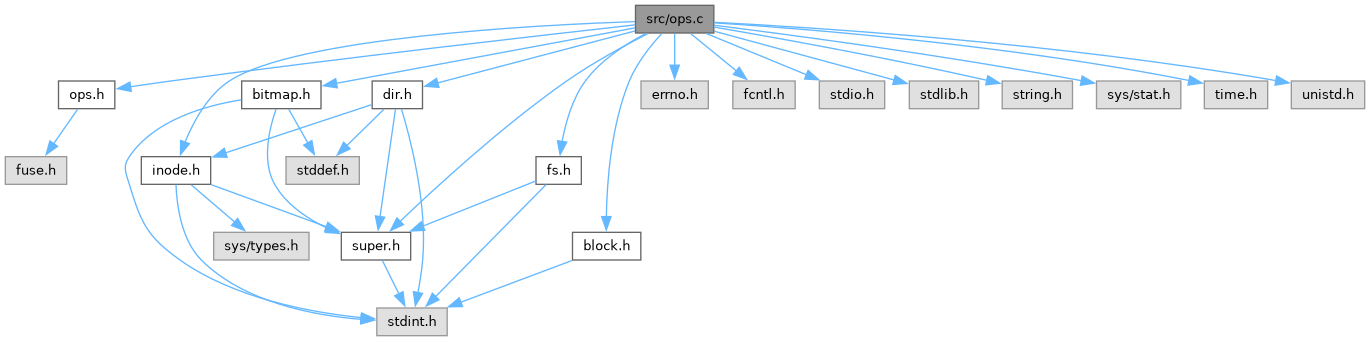 src/ops.c
ops.h
bitmap.h
dir.h
errno.h
fcntl.h
stdio.h
stdlib.h
string.h
sys/stat.h
time.h
unistd.h
fuse.h
inode.h
stddef.h
fs.h
sys/types.h
super.h
block.h
stdint.h